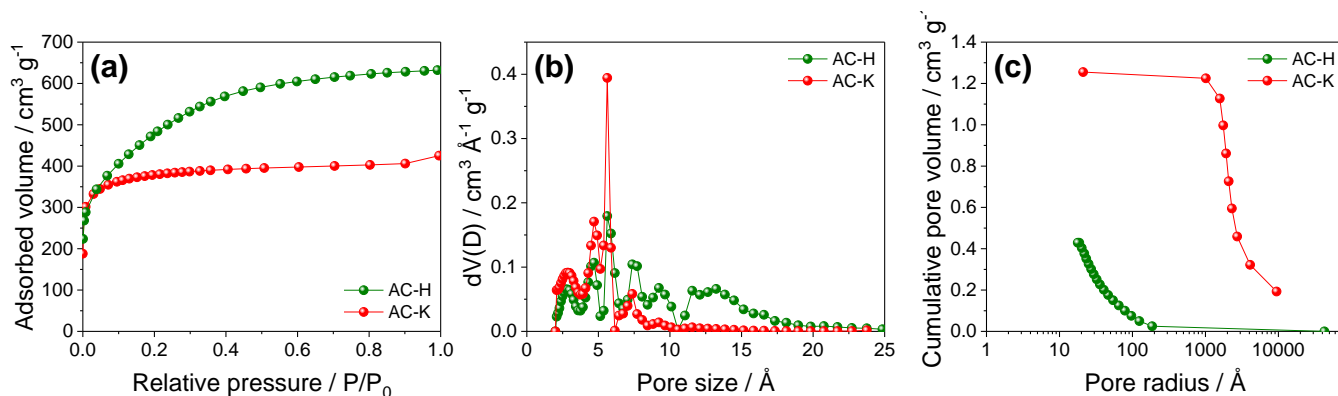 (a)
Adsorbed volume / cm³ g⁻¹
700
600
500
400
300
200
100
0
0.0 0.2 0.4 0.6 0.8 1.0
Relative pressure / P/P₀
AC-H
AC-K
(b)
dV(D) / cm³ Å⁻¹ g⁻¹
0.4
0.3
0.2
0.1
0.0
0 5 10 15 20 25
Pore size / Å
AC-H
AC-K
(c)
Cumulative pore volume / cm³ g⁻
1.4
1.2
1.0
0.8
0.6
0.4
0.2
0.0
1 10 100 1000 10000
Pore radius / Å
AC-H
AC-K